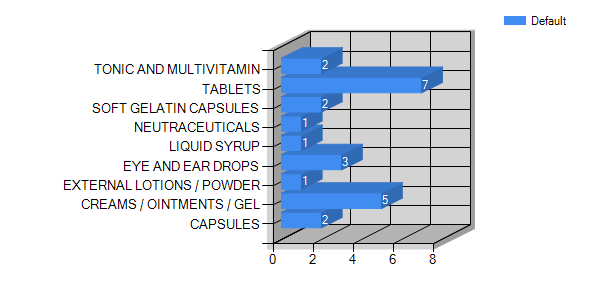 Default
TONIC AND MULTIVITAMIN 2
TABLETS 7
SOFT GELATIN CAPSULES 2
NEUTRACEUTICALS 1
LIQUID SYRUP 1
EYE AND EAR DROPS 3
EXTERNAL LOTIONS / POWDER 1
CREAMS / OINTMENTS / GEL 5
CAPSULES 2
0 2 4 6 8